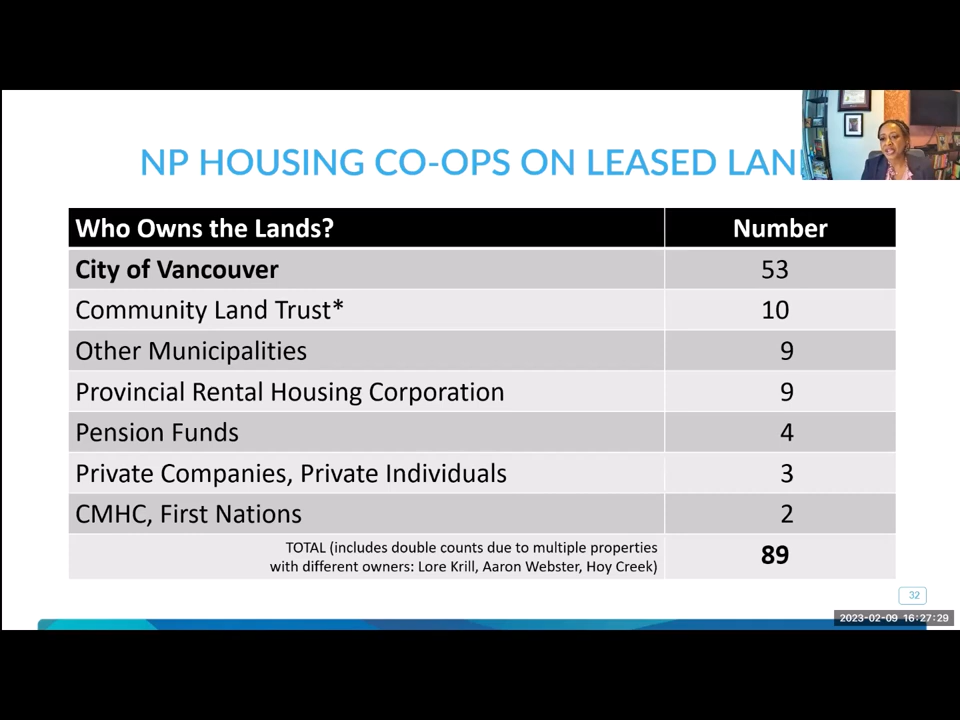 NP HOUSING CO-OPS ON LEASED LAN
Who Owns the Lands? Number
City of Vancouver 53
Community Land Trust* 10
Other Municipalities 9
Provincial Rental Housing Corporation 9
Pension Funds 4
Private Companies, Private Individuals 3
CMHC, First Nations 2
TOTAL (includes double counts due to multiple properties
with different owners: Lore Krill, Aaron Webster, Hoy Creek) 89
32
2023-02-09 16:27:29